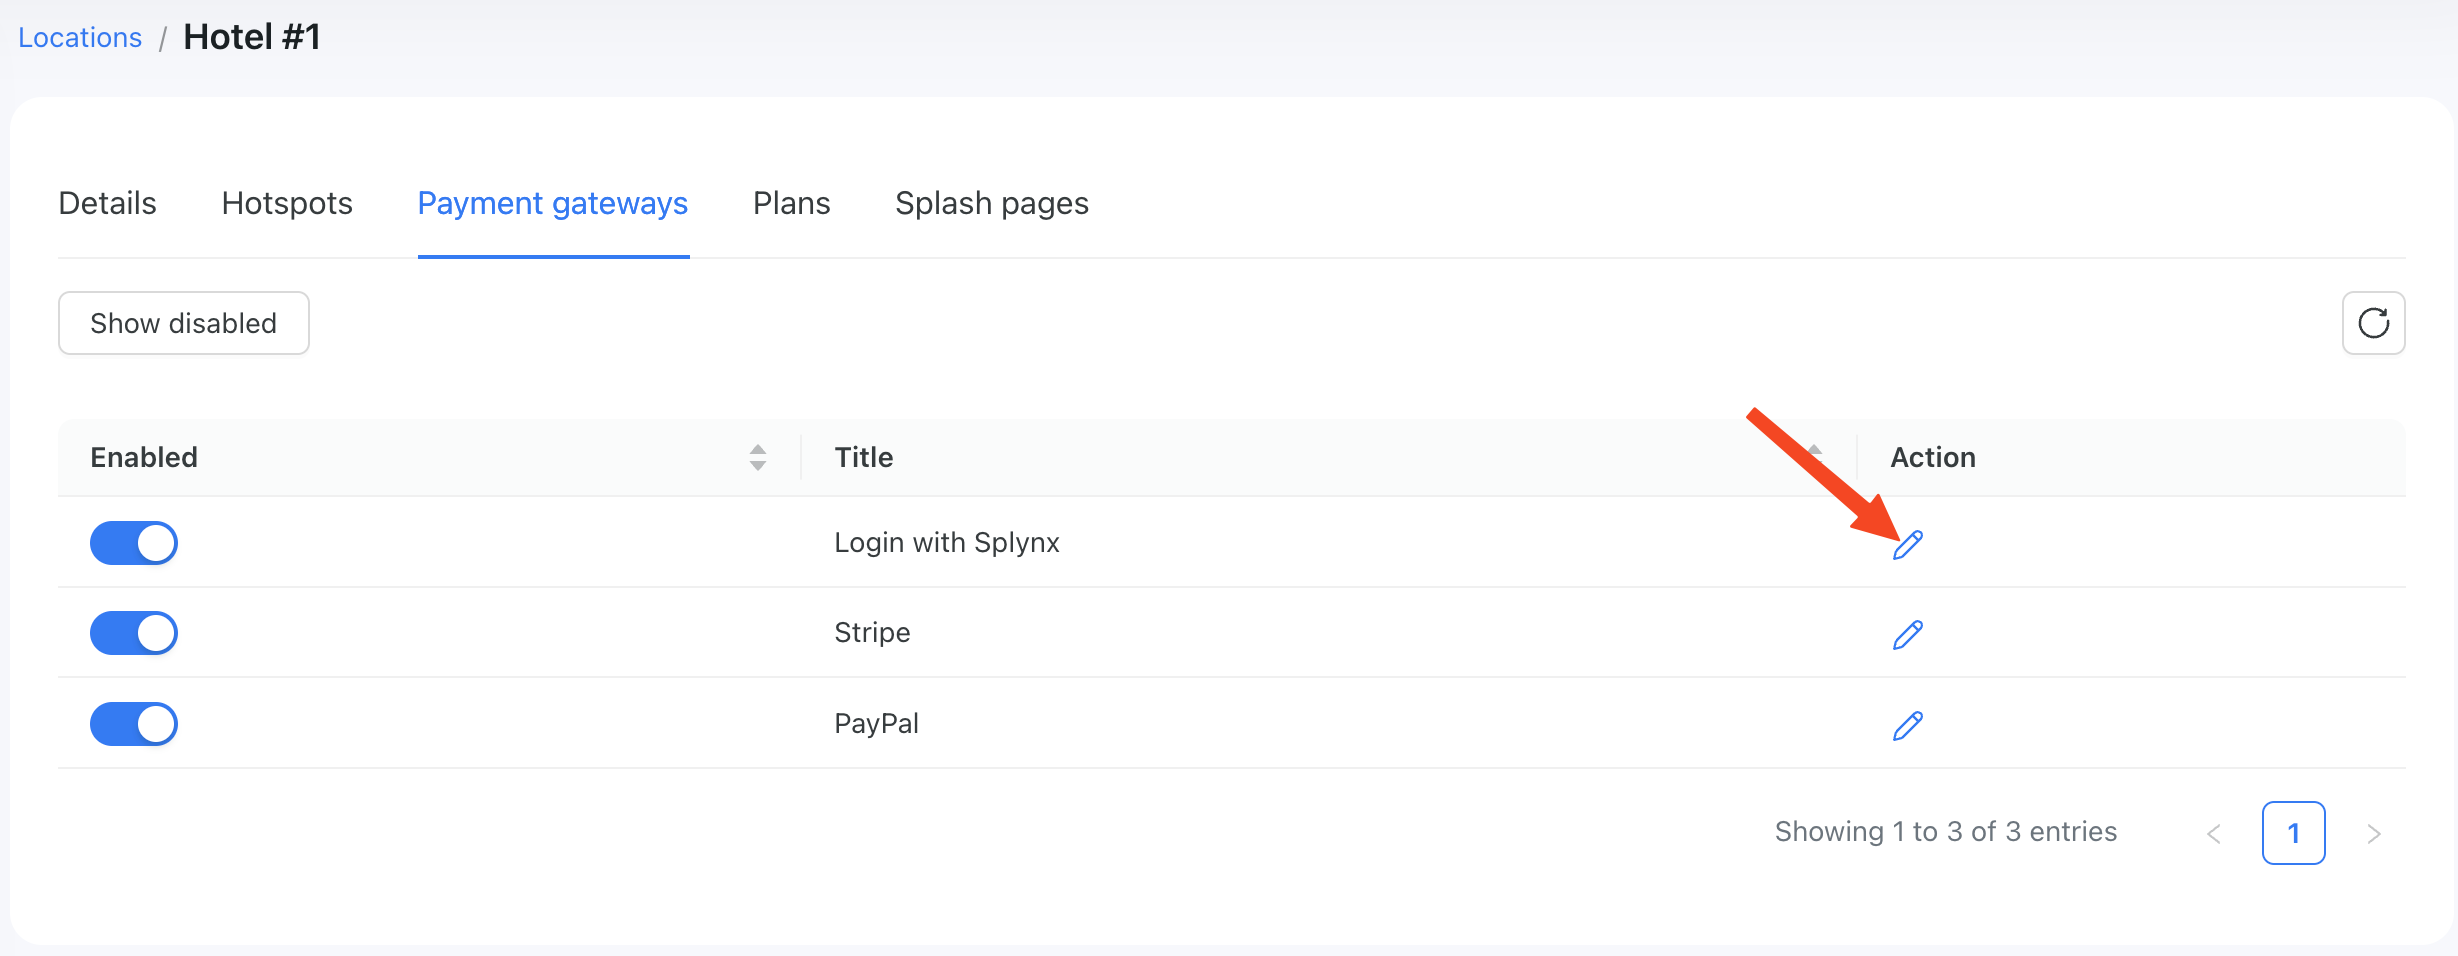 Locations / Hotel #1
Details Hotspots Payment gateways Plans Splash pages
Show disabled
Enabled Title Action
Login with Splynx
Stripe
PayPal
Showing 1 to 3 of 3 entries < 1 >